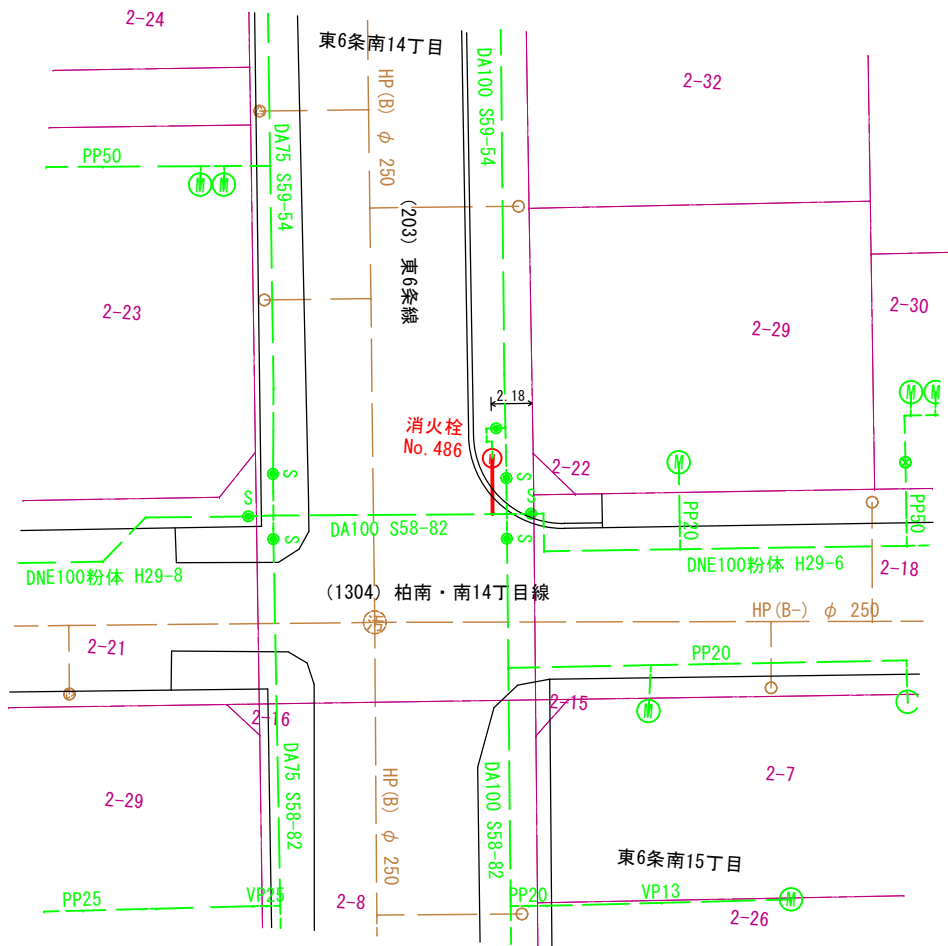 2-24
東6条南14丁目
HP(B) φ 250
DA100 S59-54
2-32
DA75 S59-54
PP50
M
M
(203) 東6条線
2-23
2-30
2-29
2.18
M
M
消火栓
No.486
2-22
M
S
S
S
S
DA100 S58-82
PP20
PP50
S
S
DNE100粉体 H29-8
DNE100粉体 H29-6
2-18
(1304) 柏南・南14丁目線
HP(B-) φ 250
2-21
PP20
2-16
2-15
M
DA75 S58-82
HP(B) φ 250
DA100 S58-82
2-7
2-29
東6条南15丁目
PP25
VP25
2-8
PP20
VP13
M
2-26